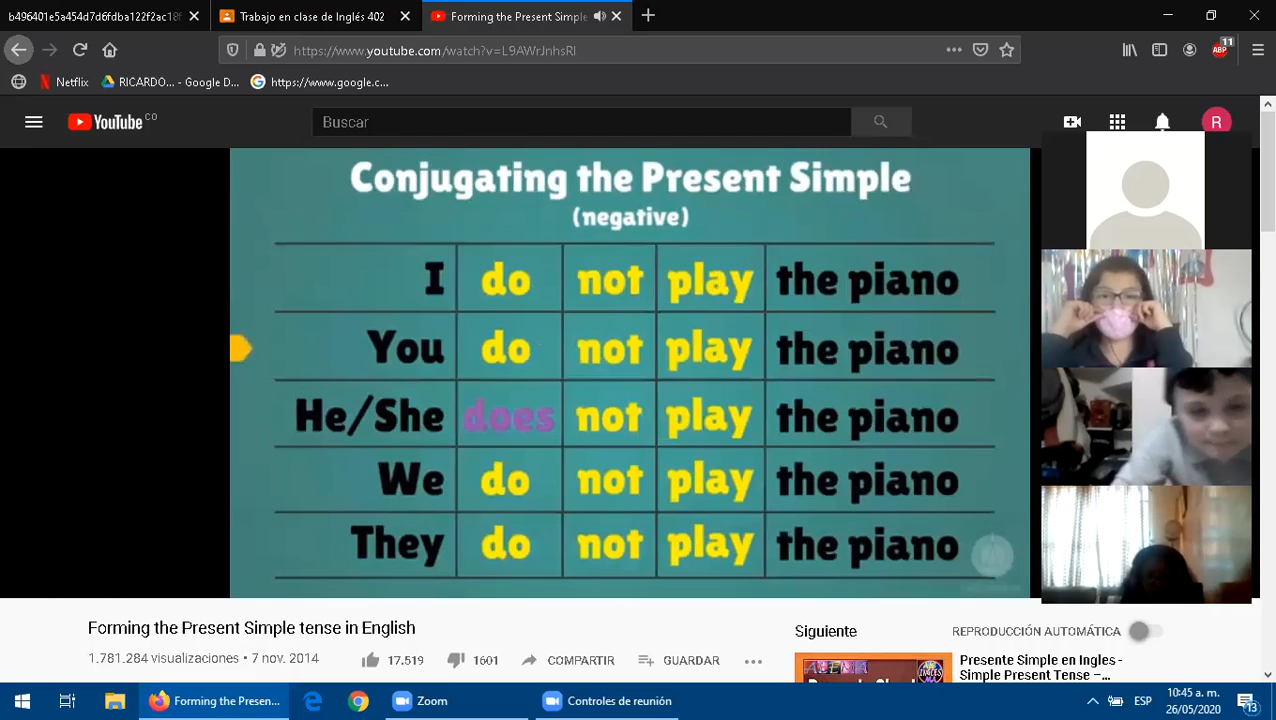 b496401e5a454d7d6fdba122f2ac18f
Trabajo en clase de Inglés 402
Forming the Present Simple
https://www.youtube.com/watch?v=L9AWrJnhsRI
11
ABP
Netflix
RICARDO... - Google D...
https://www.google.c...
YouTube CO
Buscar
R
Conjugating the Present Simple
(negative)
I do not play the piano
You do not play the piano
He/She does not play the piano
We do not play the piano
They do not play the piano
Forming the Present Simple tense in English
1.781.284 visualizaciones • 7 nov. 2014
17.519
1601
COMPARTIR
GUARDAR
Siguiente
REPRODUCCIÓN AUTOMÁTICA
Presente Simple en Ingles -
Simple Present Tense –...
Forming the Presen...
Zoom
Controles de reunión
ESP
10:45 a. m.
26/05/2020
13